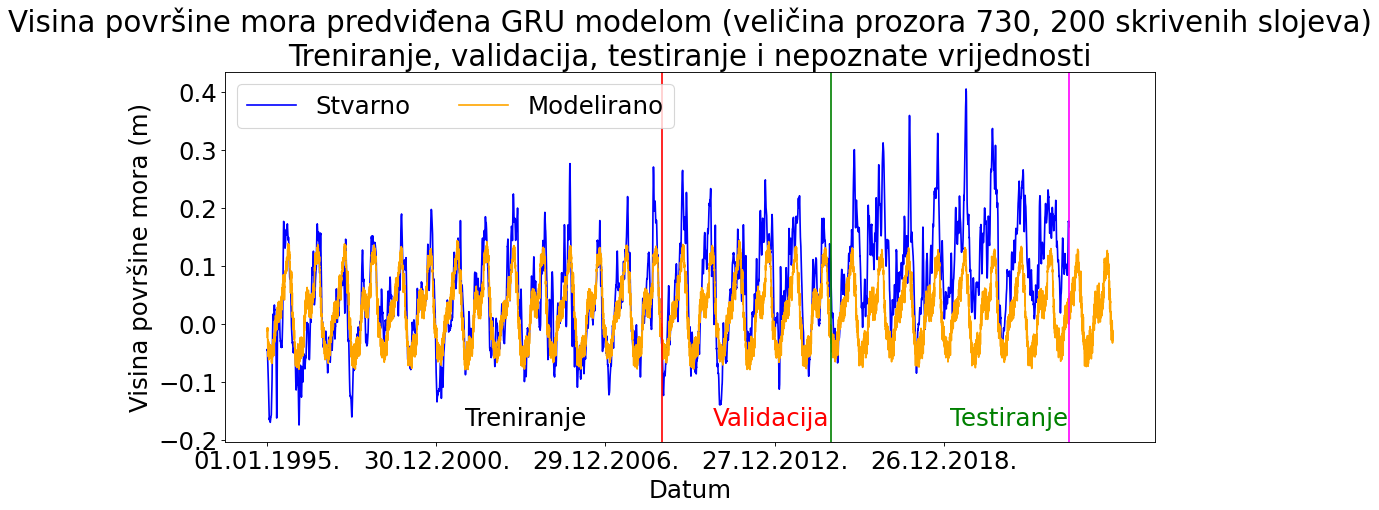 Visina površine mora predviđena GRU modelom (veličina prozora 730, 200 skrivenih slojeva)
Treniranje, validacija, testiranje i nepoznate vrijednosti
Stvarno
Modelirano
Visina površine mora (m)
0.4
0.3
0.2
0.1
0.0
−0.1
−0.2
Treniranje
Validacija
Testiranje
01.01.1995.
30.12.2000.
29.12.2006.
27.12.2012.
26.12.2018.
Datum